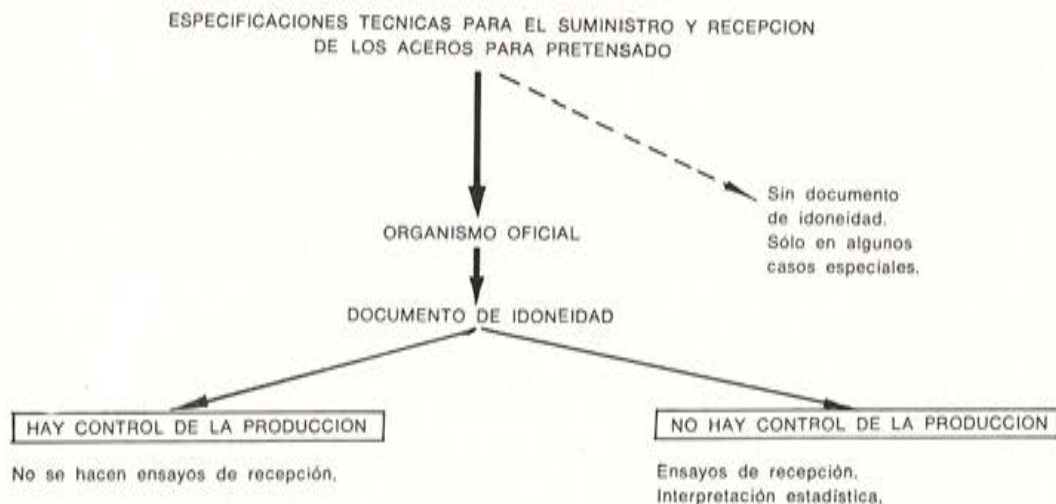 ESPECIFICACIONES TECNICAS PARA EL SUMINISTRO Y RECEPCION
DE LOS ACEROS PARA PRETENSADO
Sin documento
de idoneidad.
Sólo en algunos
casos especiales.
ORGANISMO OFICIAL
DOCUMENTO DE IDONEIDAD
HAY CONTROL DE LA PRODUCCION
No se hacen ensayos de recepción.
NO HAY CONTROL DE LA PRODUCCION
Ensayos de recepción.
Interpretación estadística.